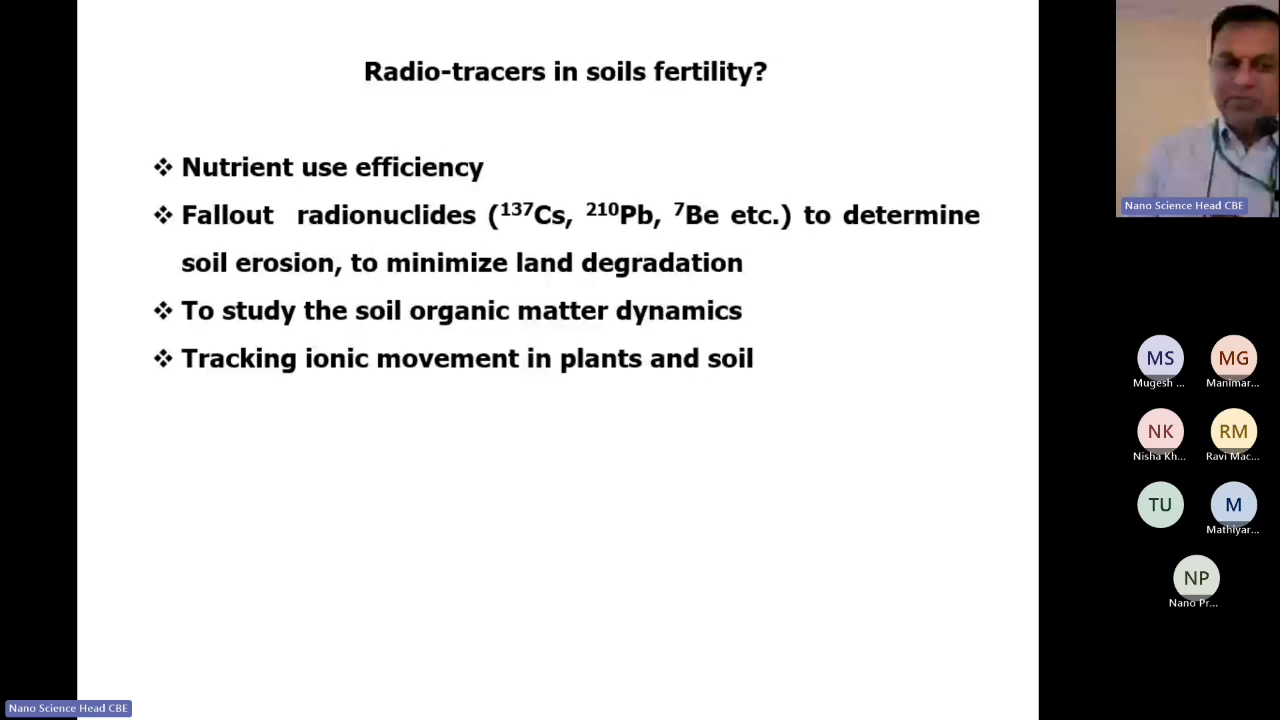 Radio-tracers in soils fertility?
❖ Nutrient use efficiency
❖ Fallout radionuclides (¹³⁷Cs, ²¹⁰Pb, ⁷Be etc.) to determine
soil erosion, to minimize land degradation
❖ To study the soil organic matter dynamics
❖ Tracking ionic movement in plants and soil
Nano Science Head CBE
MS
Mugesh ...
MG
Manimar...
NK
Nisha Kh...
RM
Ravi Mac...
TU
M
Mathiyar...
NP
Nano Pr...
Nano Science Head CBE